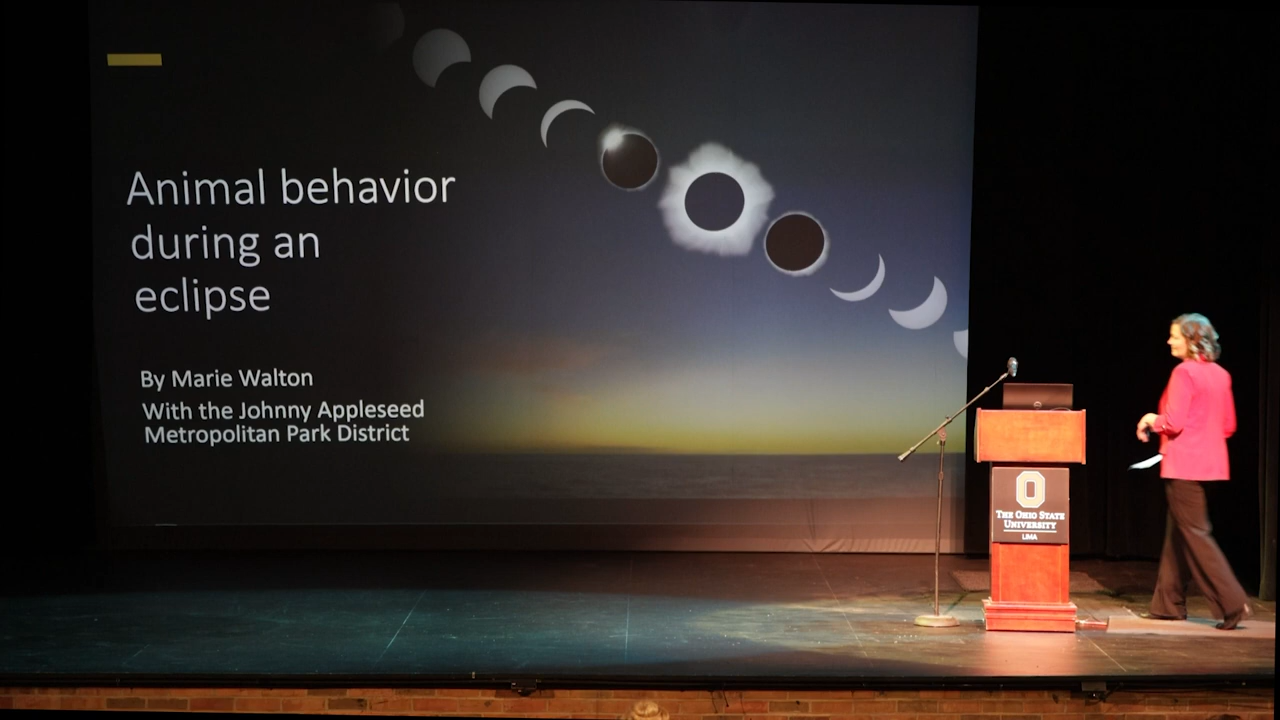 Animal behavior
during an
eclipse
By Marie Walton
With the Johnny Appleseed
Metropolitan Park District
THE OHIO STATE
UNIVERSITY
LIMA